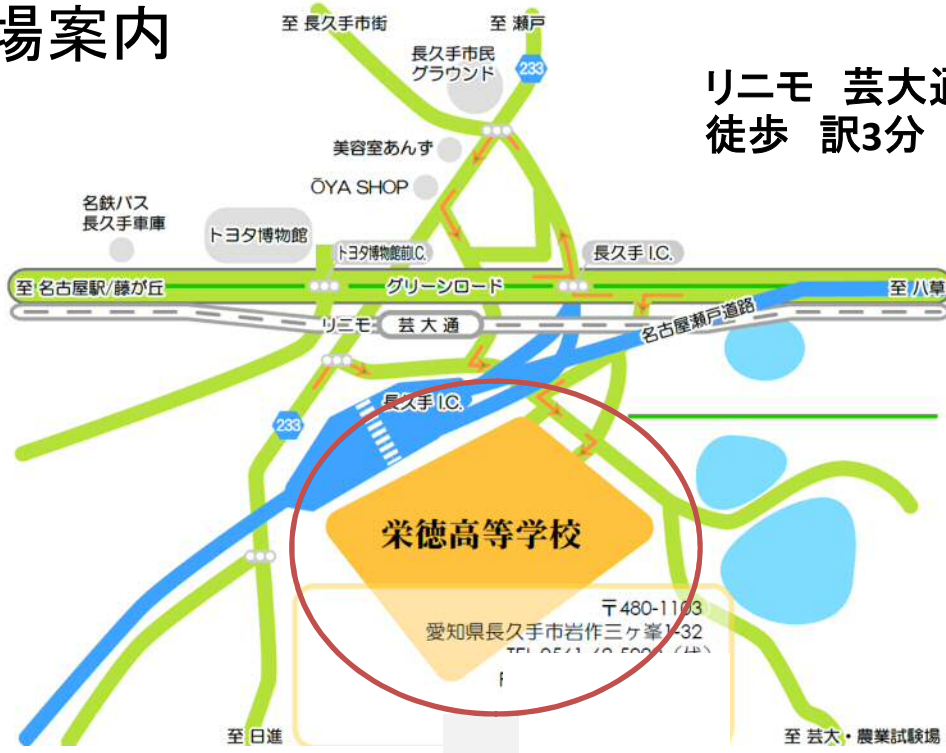 場案内
至 長久手市街
至 瀬戸
長久手市民
グラウンド
233
リニモ 芸大通
徒歩 訳3分
美容室あんず
ŌYA SHOP
名鉄バス
長久手車庫
トヨタ博物館
トヨタ博物館前I.C.
長久手 I.C.
至 名古屋駅/藤が丘
グリーンロード
至 八草
リニモ
芸大通
名古屋瀬戸道路
長久手 I.C.
233
栄徳高等学校
〒480-1103
愛知県長久手市岩作三ヶ峯1-32
至 日進
至 芸大・農業試験場